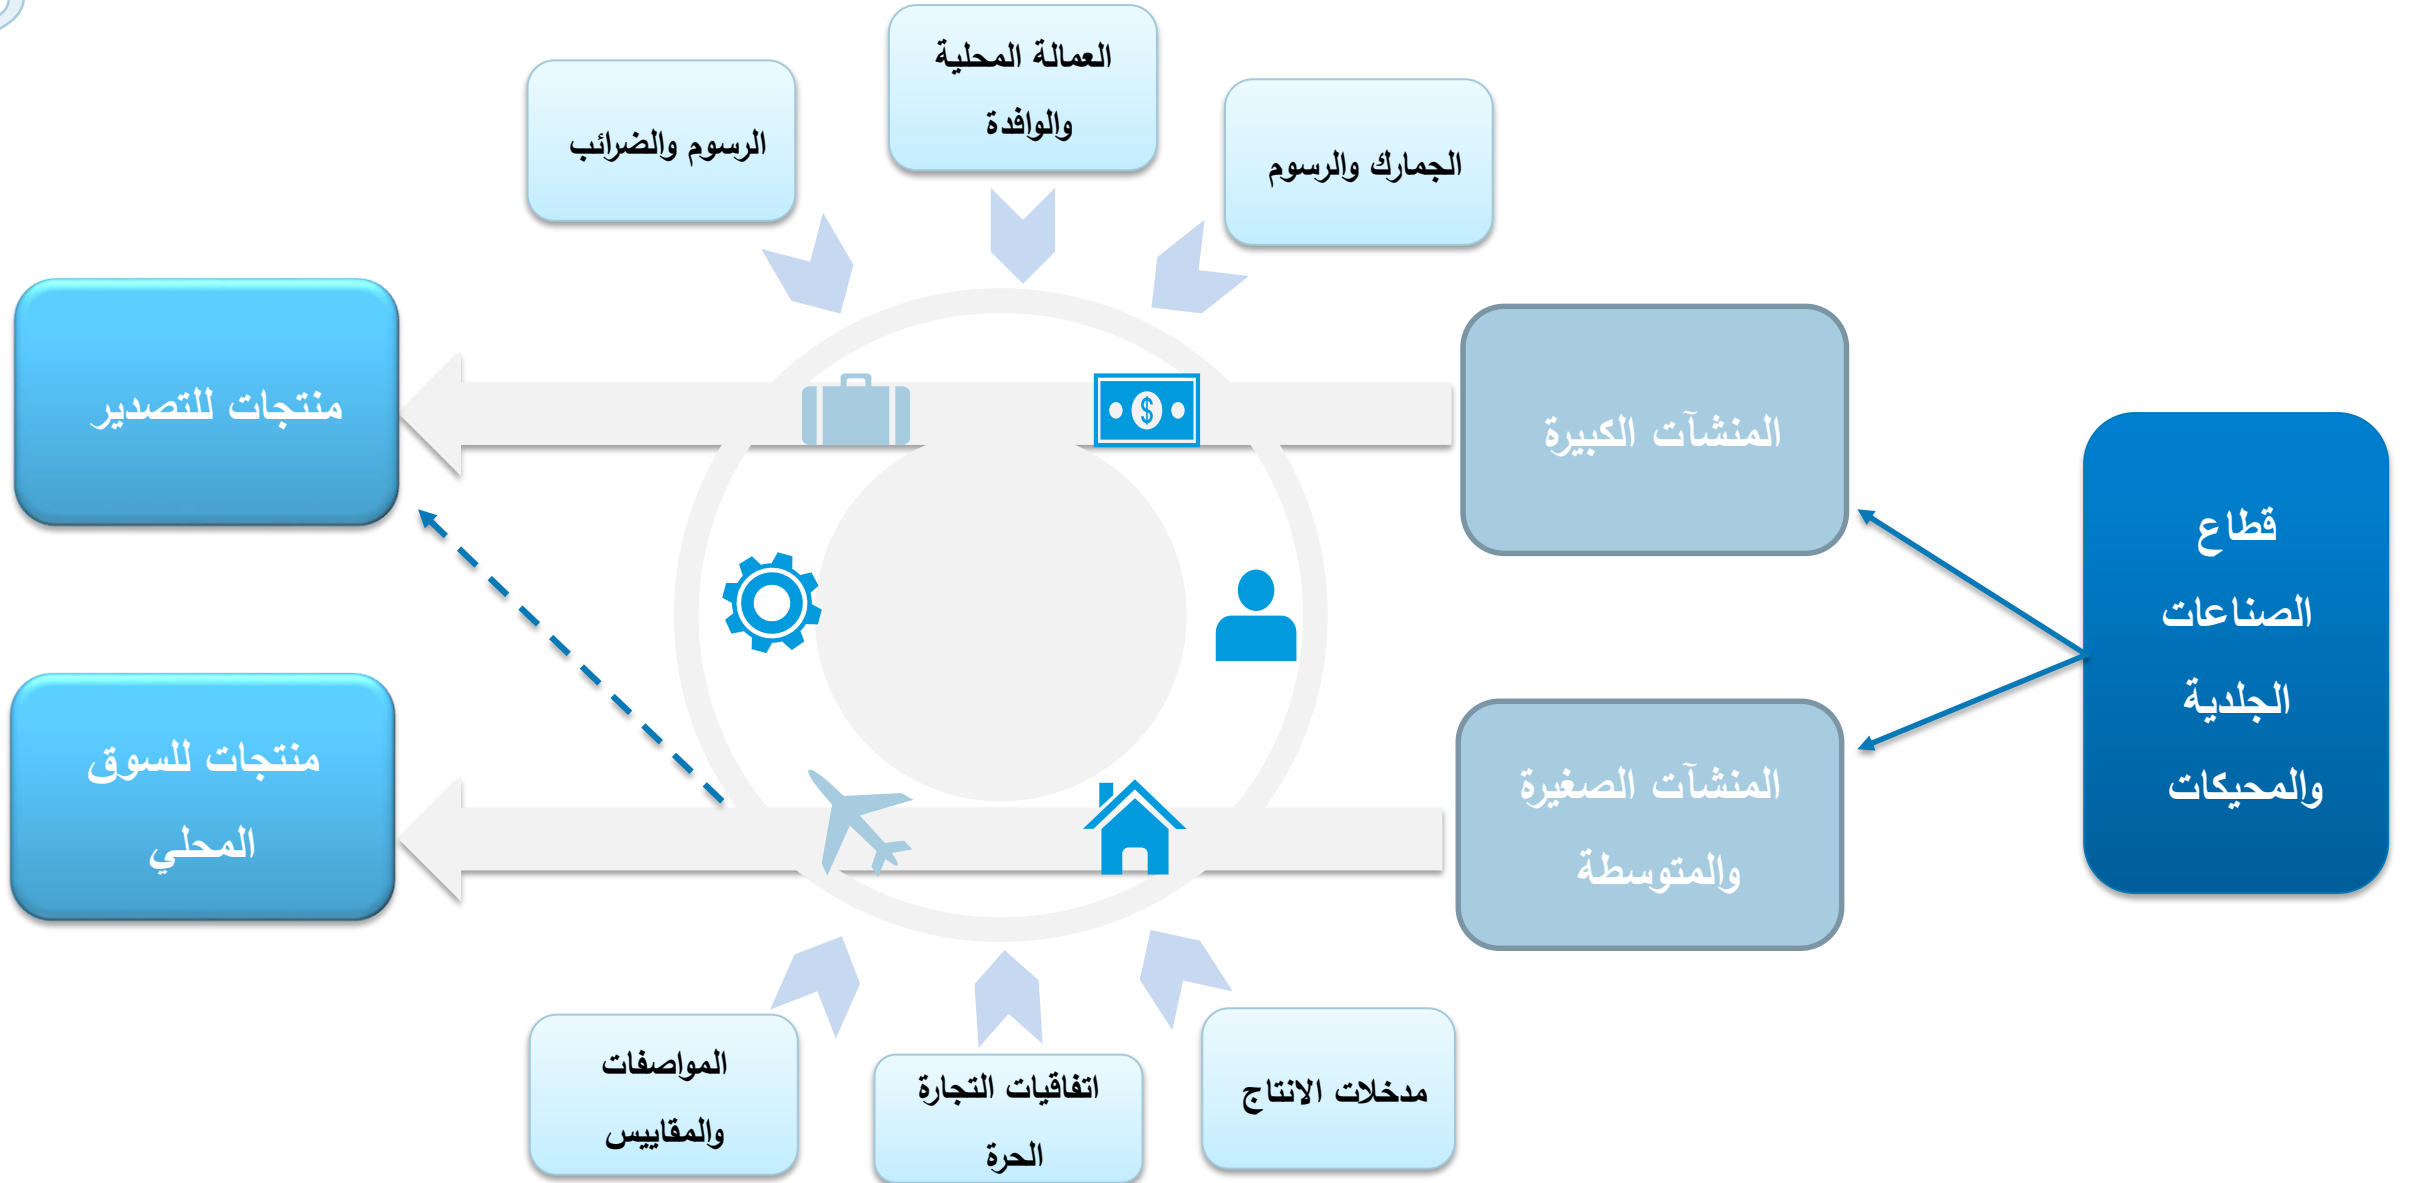 العمالة المحلية
والوافدة
الجمارك والرسوم
الرسوم والضرائب
قطاع
الصناعات
الجلدية
والمحيكات
المنشآت الكبيرة
المنشآت الصغيرة
والمتوسطة
منتجات للتصدير
منتجات للسوق
المحلي
مدخلات الانتاج
اتفاقيات التجارة
الحرة
المواصفات
والمقاييس
$